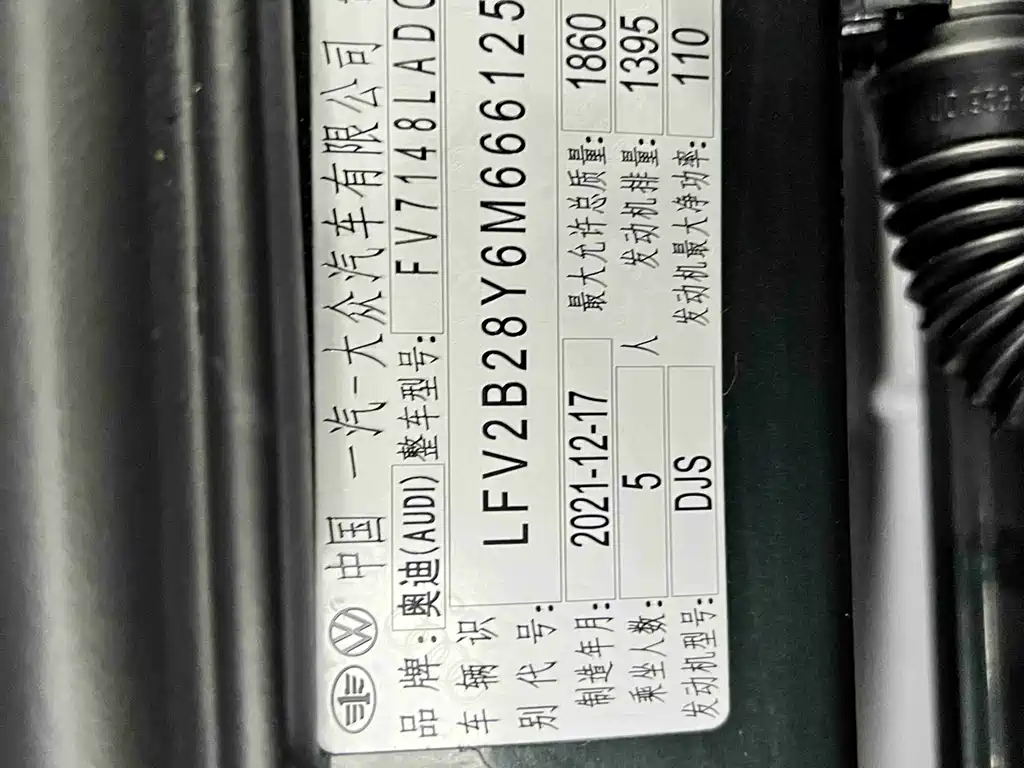 中国 一汽-大众汽车有限公司
品牌: 奥迪(AUDI) 整车型号: FV7148LADC
车辆识别代号: LFV2B28Y6M666125
制造年月: 2021-12-17 最大允许总质量: 1860
乘坐人数: 5 人 发动机排量: 1395
发动机型号: DJS 发动机最大净功率: 110